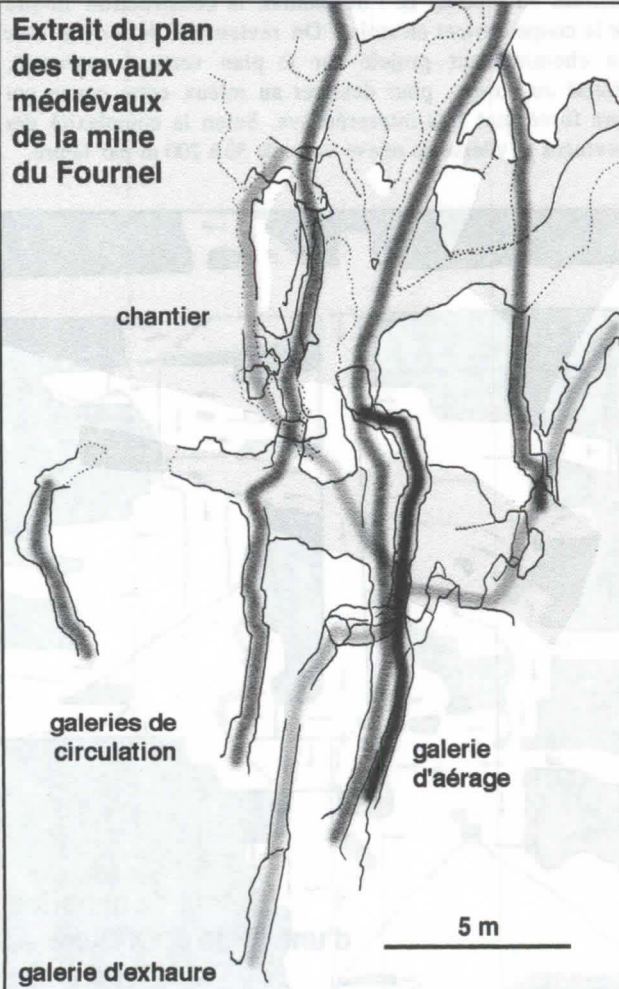 Extrait du plan
des travaux
médiévaux
de la mine
du Fournel
chantier
galeries de
circulation
galerie
d'aérage
5 m
galerie d'exhaure